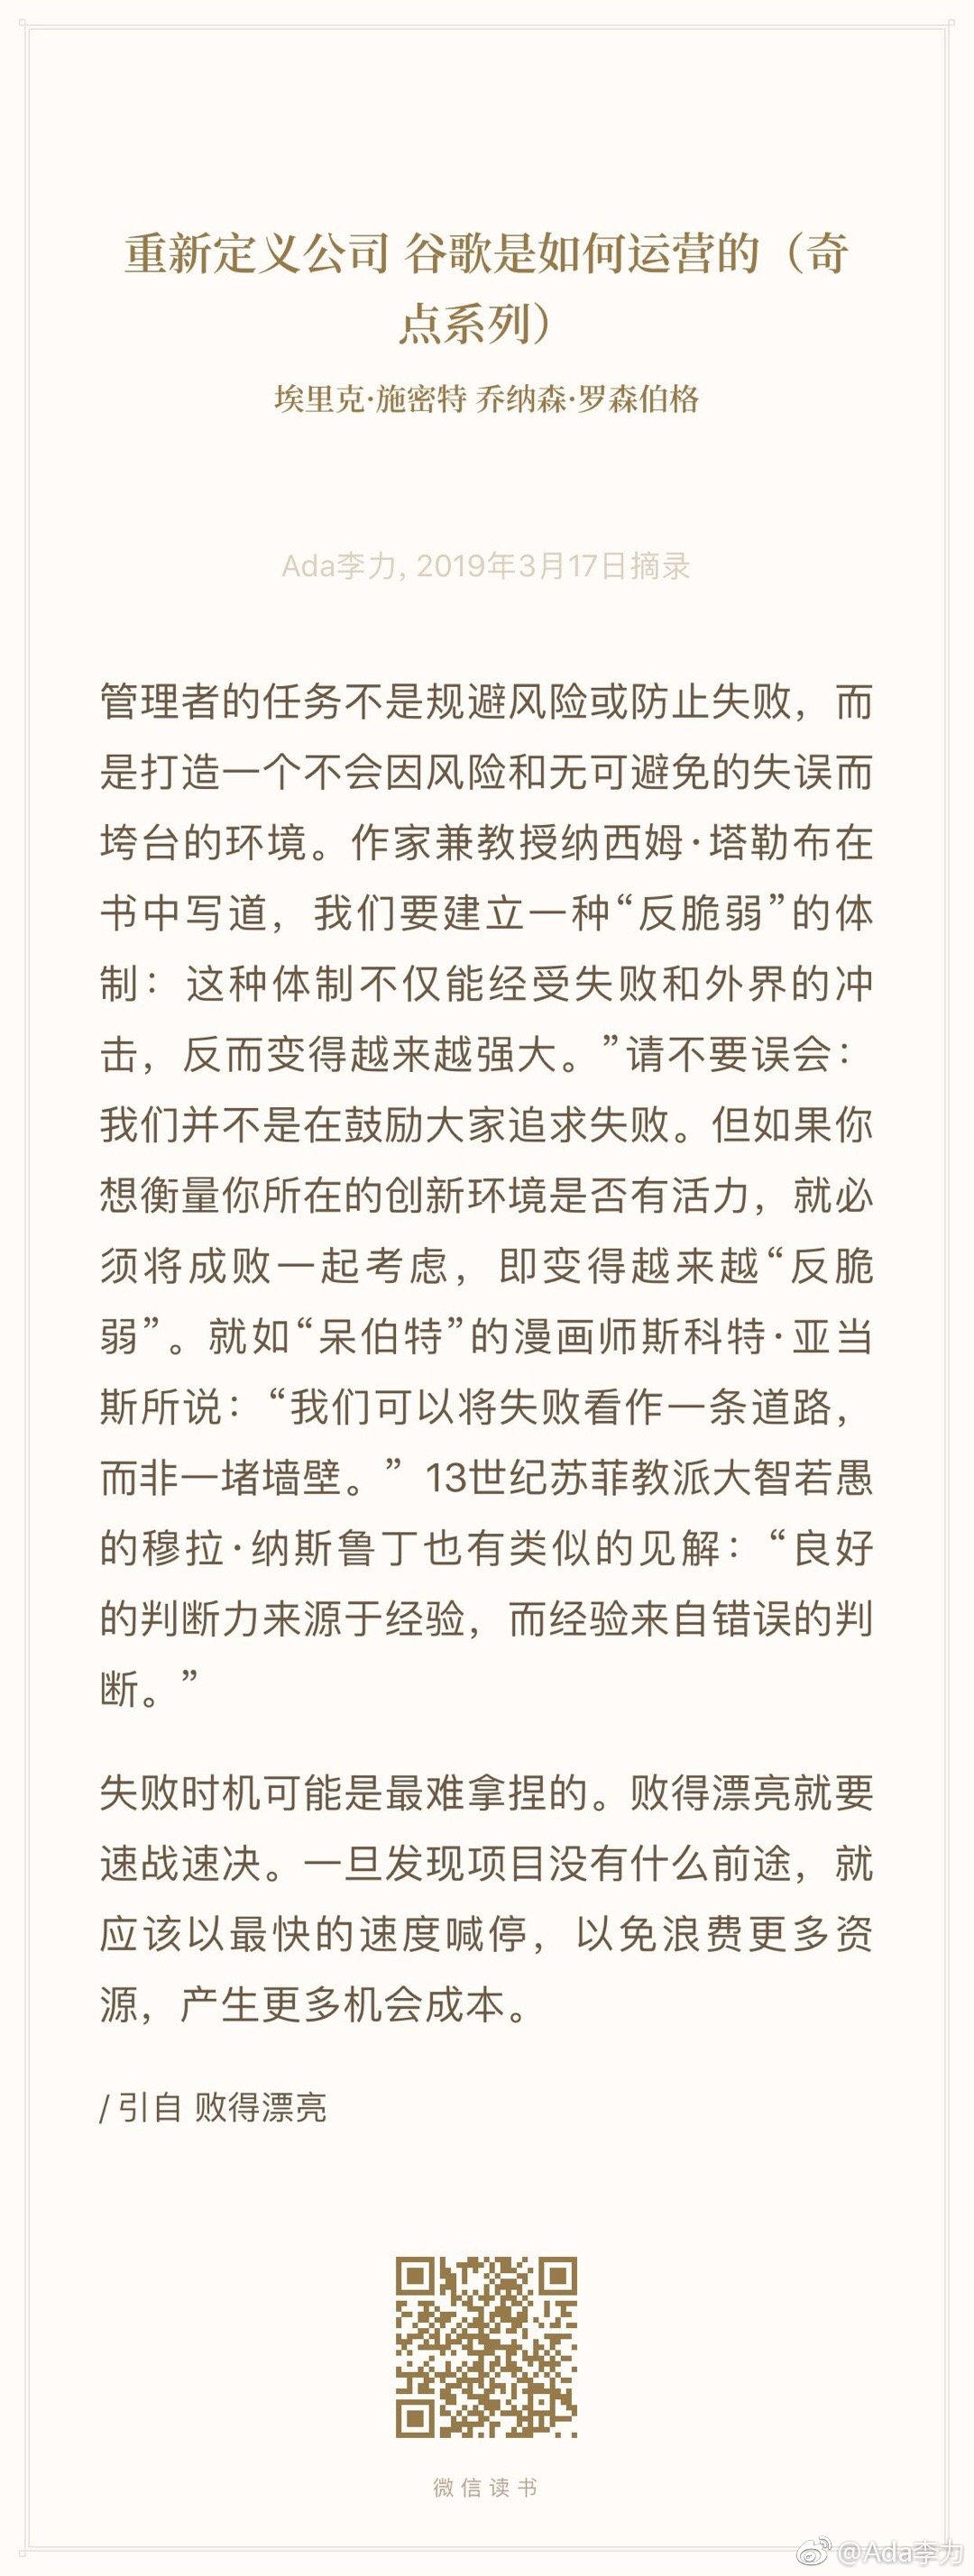 重新定义公司 谷歌是如何运营的（奇
点系列）
埃里克·施密特 乔纳森·罗森伯格
Ada李力, 2019年3月17日摘录
管理者的任务不是规避风险或防止失败，而
是打造一个不会因风险和无可避免的失误而
垮台的环境。作家兼教授纳西姆·塔勒布在
书中写道，我们要建立一种“反脆弱”的体
制：这种体制不仅能经受失败和外界的冲
击，反而变得越来越强大。”请不要误会：
我们并不是在鼓励大家追求失败。但如果你
想衡量你所在的创新环境是否有活力，就必
须将成败一起考虑，即变得越来越“反脆
弱”。就如“呆伯特”的漫画师斯科特·亚当
斯所说：“我们可以将失败看作一条道路，
而非一堵墙壁。” 13世纪苏菲教派大智若愚
的穆拉·纳斯鲁丁也有类似的见解：“良好
的判断力来源于经验，而经验来自错误的判
断。”
失败时机可能是最难拿捏的。败得漂亮就要
速战速决。一旦发现项目没有什么前途，就
应该以最快的速度喊停，以免浪费更多资
源，产生更多机会成本。
/ 引自 败得漂亮
微信读书
@Ada李力